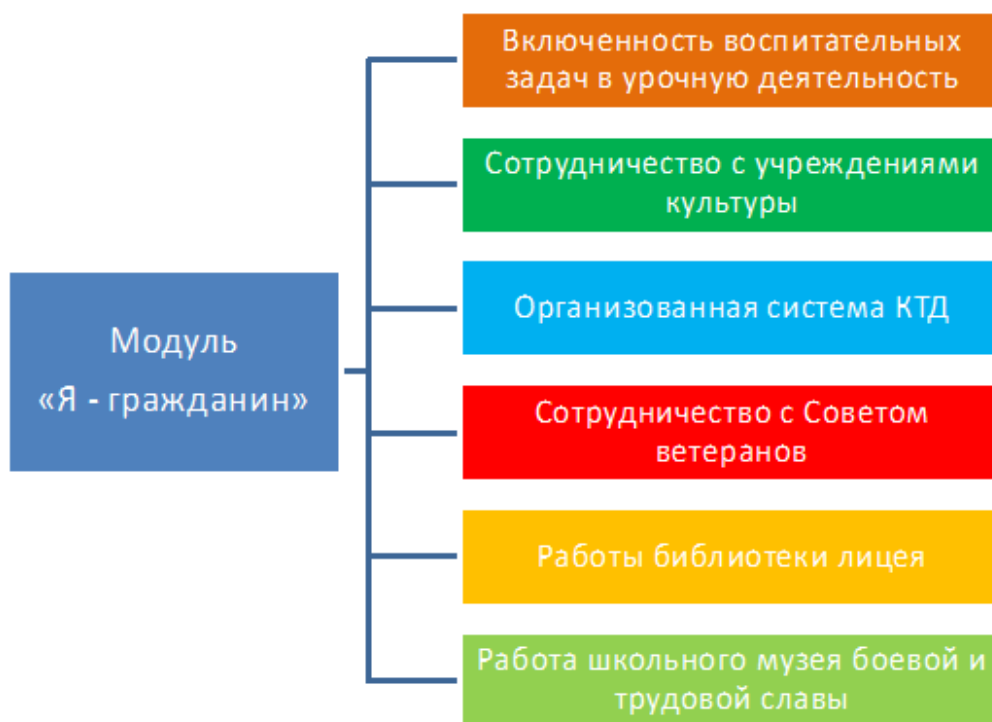 Включенность воспитательных
задач в урочную деятельность
Сотрудничество с учреждениями
культуры
Организованная система КТД
Модуль
«Я - гражданин»
Сотрудничество с Советом
ветеранов
Работы библиотеки лицея
Работа школьного музея боевой и
трудовой славы